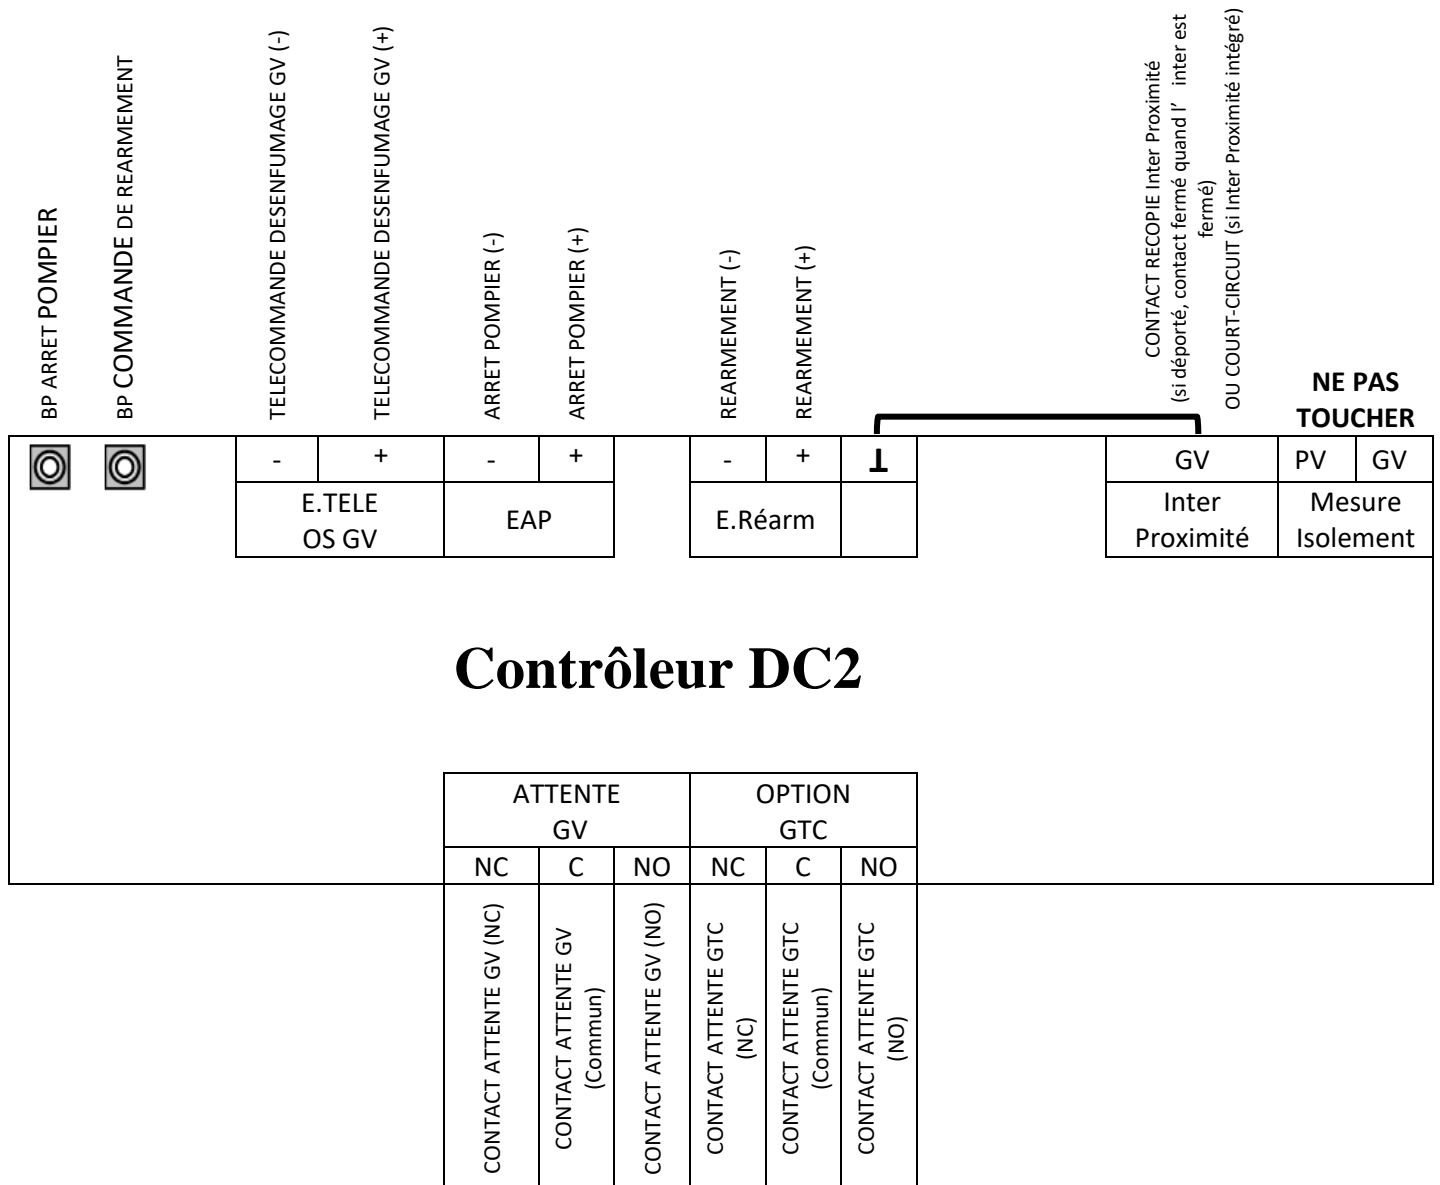 BP ARRET POMPIER
BP COMMANDE DE REARMEMENT
TELECOMMANDE DESENFUMAGE GV (-)
TELECOMMANDE DESENFUMAGE GV (+)
ARRET POMPIER (-)
ARRET POMPIER (+)
REARMEMENT (-)
REARMEMENT (+)
CONTACT RECOPIE Inter Proximité
(si déporté, contact fermé quand l’ inter est
fermé)
OU COURT-CIRCUIT (si Inter Proximité intégré)
NE PAS
TOUCHER
- + - + - + ⊥ GV PV GV
E.TELE
OS GV
EAP
E.Réarm
Inter
Proximité
Mesure
Isolement
Contrôleur DC2
ATTENTE
GV
OPTION
GTC
NC C NO NC C NO
CONTACT ATTENTE GV (NC)
CONTACT ATTENTE GV
(Commun)
CONTACT ATTENTE GV (NO)
CONTACT ATTENTE GTC
(NC)
CONTACT ATTENTE GTC
(Commun)
CONTACT ATTENTE GTC
(NO)